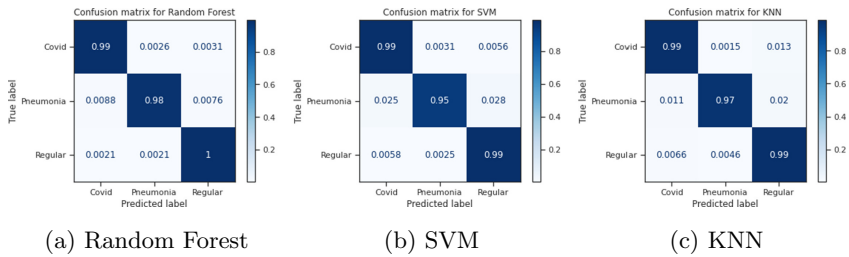 Confusion matrix for Random Forest
Covid 0.99 0.0026 0.0031
Pneumonia 0.0088 0.98 0.0076
Regular 0.0021 0.0021 1
Covid Pneumonia Regular
Predicted label
True label
0.8
0.6
0.4
0.2
Confusion matrix for SVM
Covid 0.99 0.0031 0.0056
Pneumonia 0.025 0.95 0.028
Regular 0.0058 0.0025 0.99
Covid Pneumonia Regular
Predicted label
True label
0.8
0.6
0.4
0.2
Confusion matrix for KNN
Covid 0.99 0.0015 0.013
Pneumonia 0.011 0.97 0.02
Regular 0.0066 0.0046 0.99
Covid Pneumonia Regular
Predicted label
True label
0.8
0.6
0.4
0.2
(a) Random Forest
(b) SVM
(c) KNN